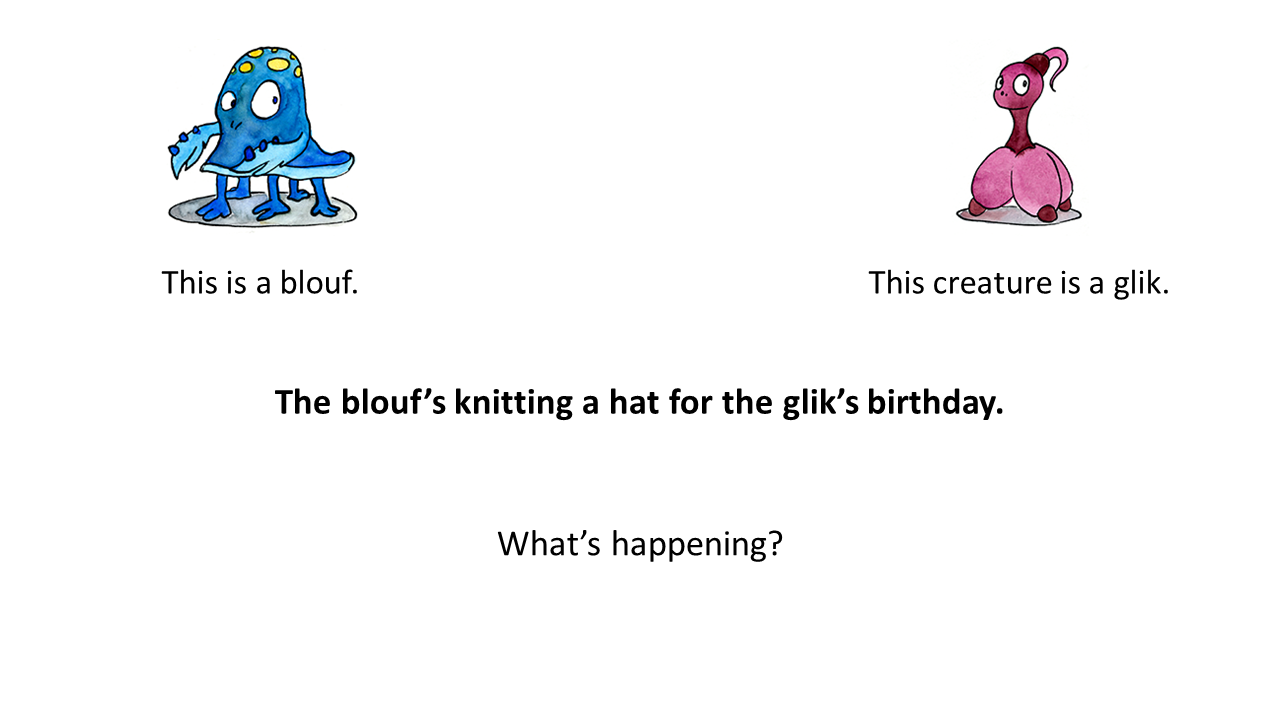 This is a blouf.
This creature is a glik.
The blouf’s knitting a hat for the glik’s birthday.
What’s happening?